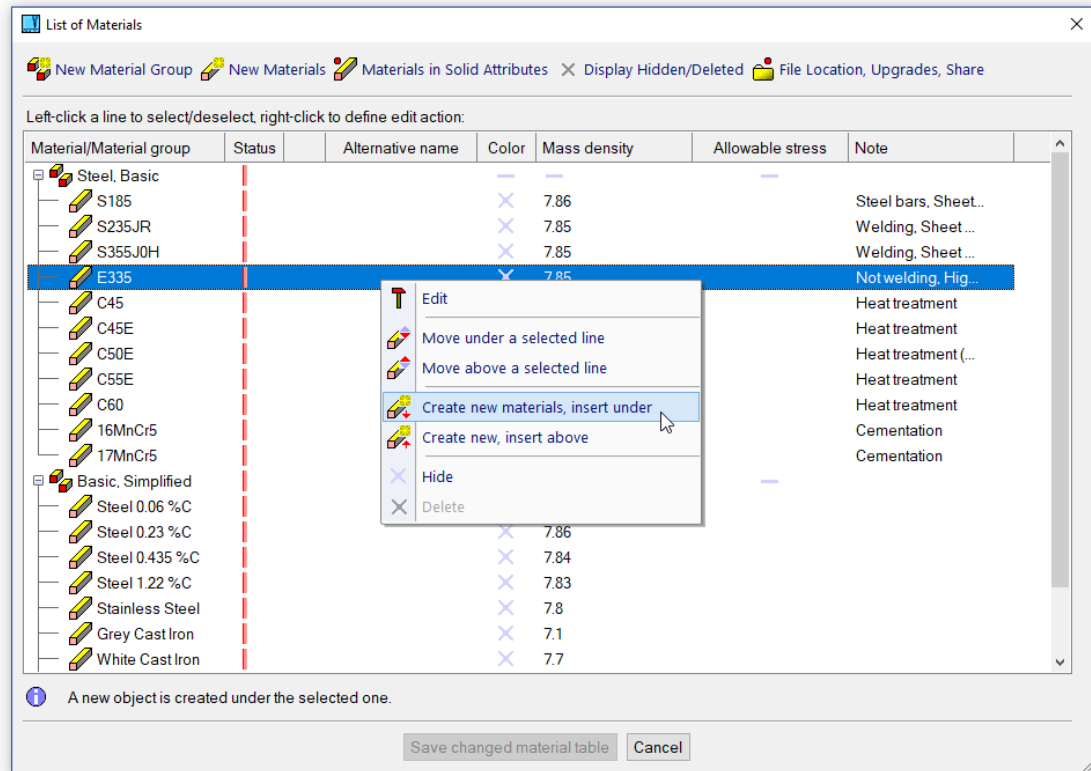 List of Materials
New Material Group New Materials Materials in Solid Attributes Display Hidden/Deleted File Location, Upgrades, Share
Left-click a line to select/deselect, right-click to define edit action:
Material/Material group Status Alternative name Color Mass density Allowable stress Note
Steel, Basic
S185 7.86 Steel bars, Sheet...
S235JR 7.85 Welding, Sheet ...
S355J0H 7.85 Welding, Sheet ...
E335 7.85 Not welding, Hig...
Edit
C45 Heat treatment
C45E Heat treatment
Move under a selected line
C50E Heat treatment (...
Move above a selected line
C55E Heat treatment
C60 Heat treatment
Create new materials, insert under
16MnCr5 Cementation
Create new, insert above
17MnCr5 Cementation
Hide
Basic, Simplified
Steel 0.06 %C
Delete
Steel 0.23 %C 7.86
Steel 0.435 %C 7.84
Steel 1.22 %C 7.83
Stainless Steel 7.8
Grey Cast Iron 7.1
White Cast Iron 7.7
A new object is created under the selected one.
Save changed material table Cancel